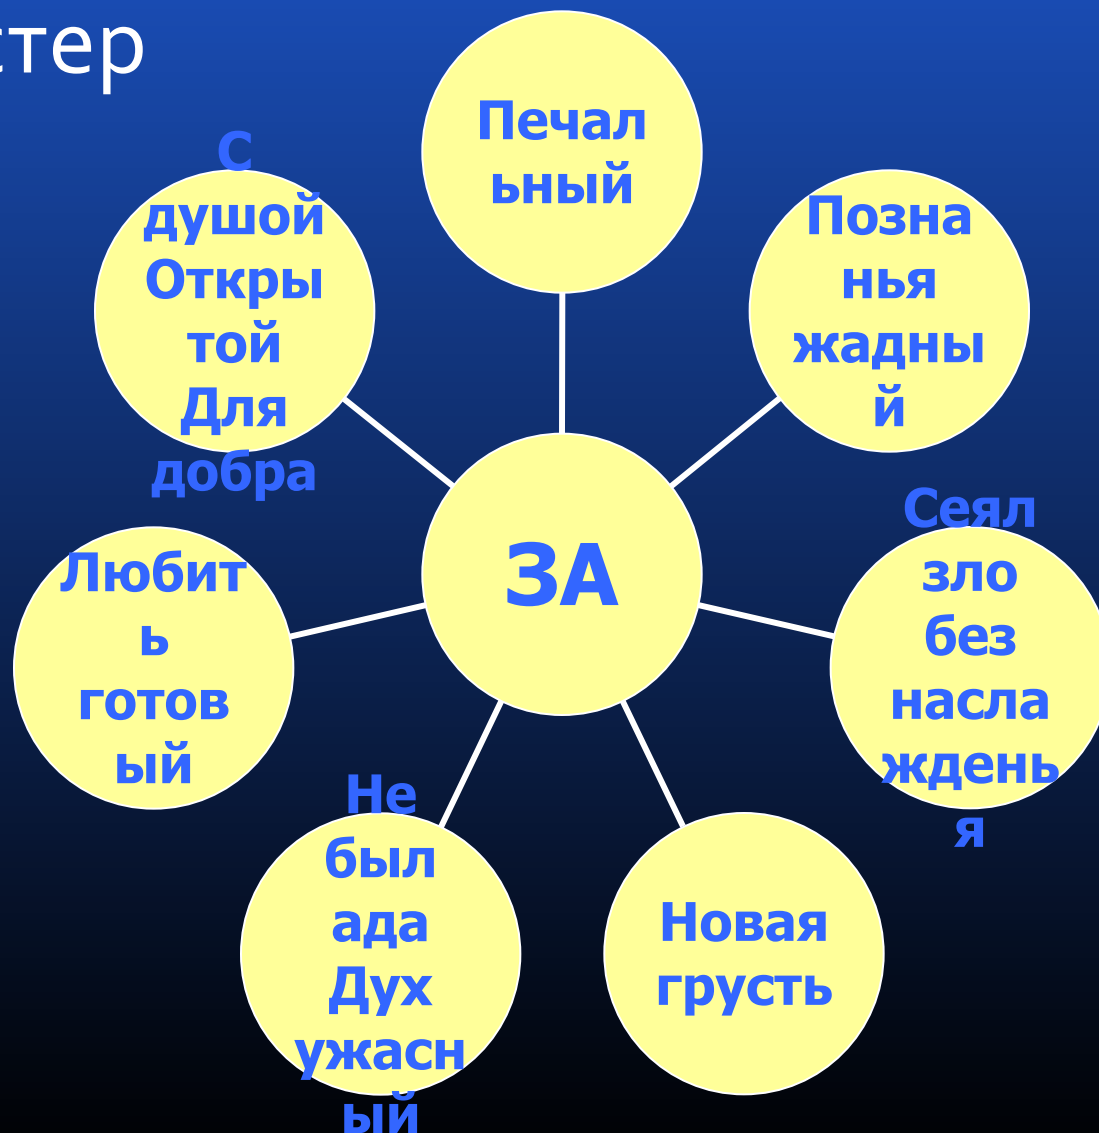 стер
Печал
ьный
Позна
нья
жадны
й
Сеял
зло
без
насла
ждень
я
Новая
грусть
Не
был
ада
Дух
ужасн
ый
Любит
ь
готов
ый
С
душой
Откры
той
Для
добра
ЗА